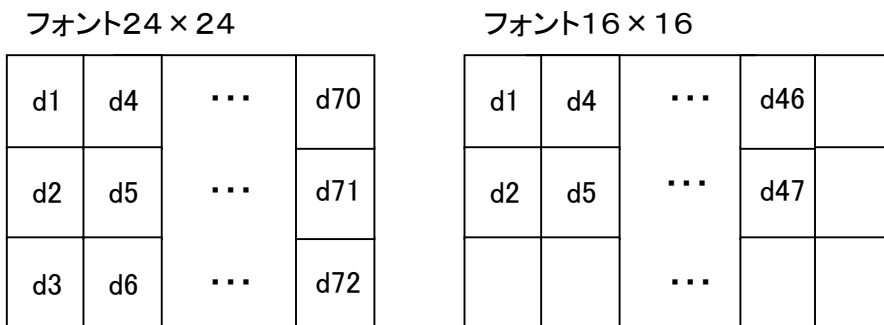 フォント24×24
フォント16×16
d1 d4 ・・・ d70
d2 d5 ・・・ d71
d3 d6 ・・・ d72
d1 d4 ・・・ d46
d2 d5 ・・・ d47
・・・